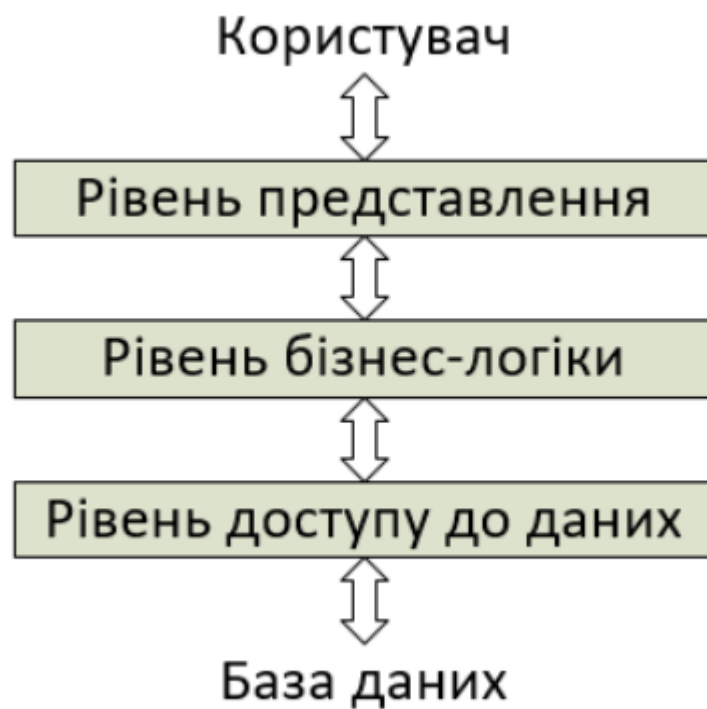 Користувач
Рівень представлення
Рівень бізнес-логіки
Рівень доступу до даних
База даних